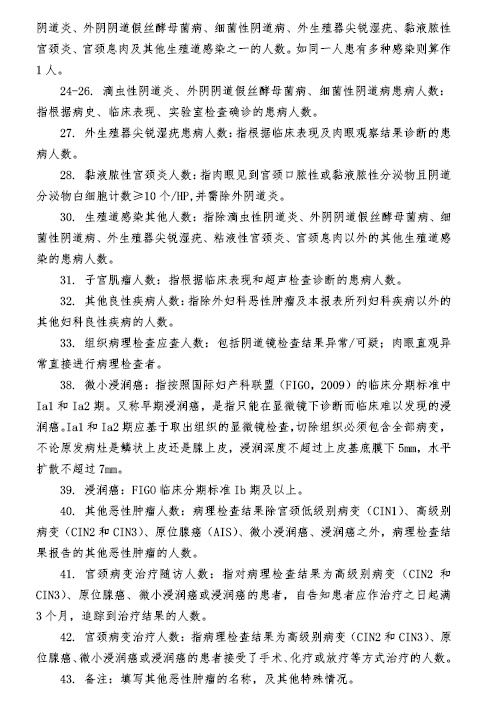 阴道炎、外阴阴道假丝酵母菌病、细菌性阴道病、外生殖器尖锐湿疣、黏液脓性
宫颈炎、宫颈息肉及其他生殖道感染之一的人数。如同一人患有多种感染则算作
1人。
24-26. 滴虫性阴道炎、外阴阴道假丝酵母菌病、细菌性阴道病患病人数：
指根据病史、临床表现、实验室检查确诊的患病人数。
27. 外生殖器尖锐湿疣患病人数：指根据临床表现及肉眼观察结果诊断的患
病人数。
28. 黏液脓性宫颈炎人数：指肉眼见到宫颈口脓性或黏液脓性分泌物且阴道
分泌物白细胞计数≥10个/HP，并需除外阴道炎。
30. 生殖道感染其他人数：指除滴虫性阴道炎、外阴阴道假丝酵母菌病、细
菌性阴道病、外生殖器尖锐湿疣、粘液性宫颈炎、宫颈息肉以外的其他生殖道感
染的患病人数。
31. 子宫肌瘤人数：指根据临床表现和超声检查诊断的患病人数。
32. 其他良性疾病人数：指除外妇科恶性肿瘤及本报表所列妇科疾病以外的
其他妇科良性疾病的人数。
33. 组织病理检查应查人数：包括阴道镜检查结果异常/可疑；肉眼直观异
常直接进行病理检查者。
38. 微小浸润癌：指按照国际妇产科联盟（FIGO，2009）的临床分期标准中
Ia1和Ia2期。又称早期浸润癌，是指只能在显微镜下诊断而临床难以发现的浸
润癌。Ia1和Ia2期应基于取出组织的显微镜检查，切除组织必须包含全部病变，
不论原发病灶是鳞状上皮还是腺上皮，浸润深度不超过上皮基底膜下5mm，水平
扩散不超过7mm。
39. 浸润癌：FIGO临床分期标准Ib期及以上。
40. 其他恶性肿瘤人数：病理检查结果除宫颈低级别病变（CIN1）、高级别
病变（CIN2和CIN3）、原位腺癌（AIS）、微小浸润癌、浸润癌之外，病理检查结
果报告的其他恶性肿瘤的人数。
41. 宫颈病变治疗随访人数：指对病理检查结果为高级别病变（CIN2 和
CIN3）、原位腺癌、微小浸润癌或浸润癌的患者，自告知患者应作治疗之日起满
3个月，追踪到治疗结果的人数。
42. 宫颈病变治疗人数：指病理检查结果为高级别病变（CIN2和CIN3）、原
位腺癌、微小浸润癌或浸润癌的患者接受了手术、化疗或放疗等方式治疗的人数。
43. 备注：填写其他恶性肿瘤的名称，及其他特殊情况。